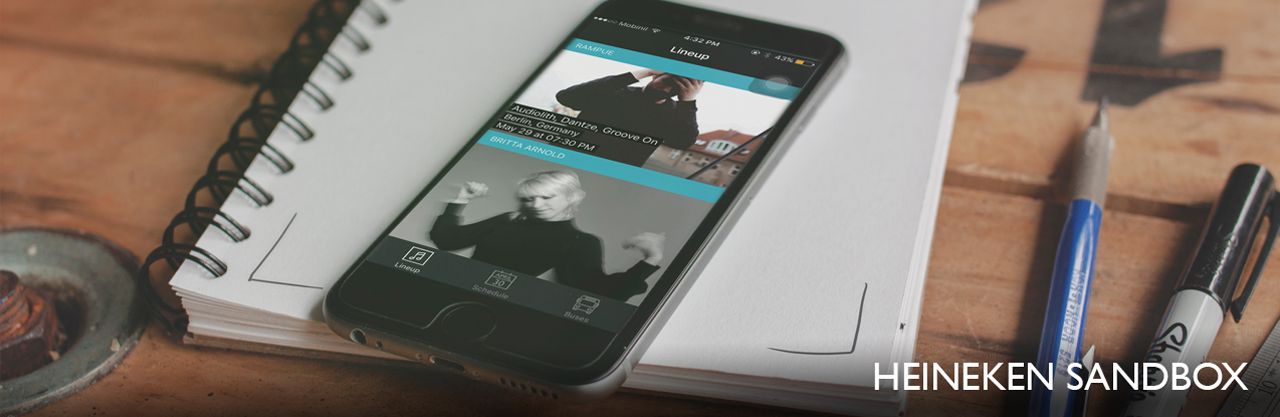 Mobinil
4:32 PM
43%
Lineup
RAMPUE
Audiolith, Dantze, Groove On
Berlin, Germany
May 29 at 07:30 PM
BRITTA ARNOLD
Lineup
APRIL
30
Schedule
Buses
Sharpie
HEINEKEN SANDBOX